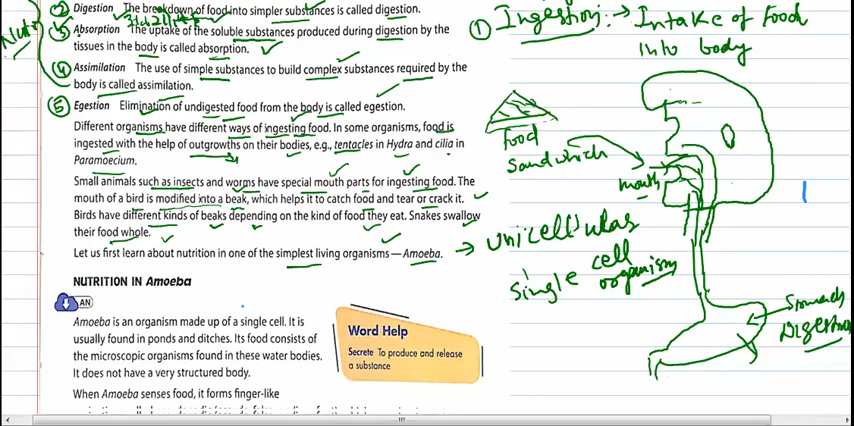 ② Digestion The breakdown of food into simpler substances is called digestion.
③ Absorption The uptake of the soluble substances produced during digestion by the
tissues in the body is called absorption.
④ Assimilation The use of simple substances to build complex substances required by the
body is called assimilation.
⑤ Egestion Elimination of undigested food from the body is called egestion.
Different organisms have different ways of ingesting food. In some organisms, food is
ingested with the help of outgrowths on their bodies, e.g., tentacles in Hydra and cilia in
Paramoecium.
Small animals such as insects and worms have special mouth parts for ingesting food. The
mouth of a bird is modified into a beak, which helps it to catch food and tear or crack it.
Birds have different kinds of beaks depending on the kind of food they eat. Snakes swallow
their food whole.
Let us first learn about nutrition in one of the simplest living organisms—Amoeba.
NUTRITION IN Amoeba
AN
Amoeba is an organism made up of a single cell. It is
usually found in ponds and ditches. Its food consists of
the microscopic organisms found in these water bodies.
It does not have a very structured body.
When Amoeba senses food, it forms finger-like
Word Help
Secrete To produce and release
a substance
① Ingestion :→ Intake of Food
into body
food
Sandwhich
mouth
→ unicellular
single cell
organism
Stomach
Digestion